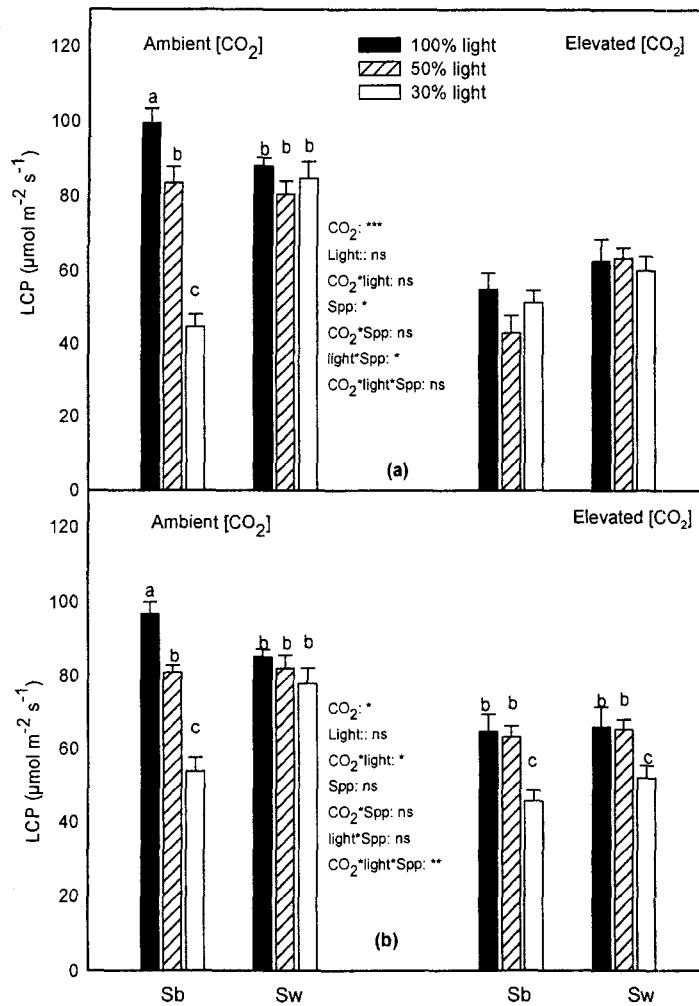 Ambient [CO2]
100% light
50% light
30% light
Elevated [CO2]
120
100
80
60
40
20
0
LCP (µmol m−2 s−1)
a
b
c
b b b
CO2: ***
Light:: ns
CO2*light: ns
Spp: *
CO2*Spp: ns
light*Spp: *
CO2*light*Spp: ns
(a)
Ambient [CO2]
Elevated [CO2]
120
100
80
60
40
20
0
LCP (µmol m−2 s−1)
a
b
c
b b b
CO2: *
Light:: ns
CO2*light: *
Spp: ns
CO2*Spp: ns
light*Spp: ns
CO2*light*Spp: **
b b
c
b b
c
(b)
Sb Sw Sb Sw